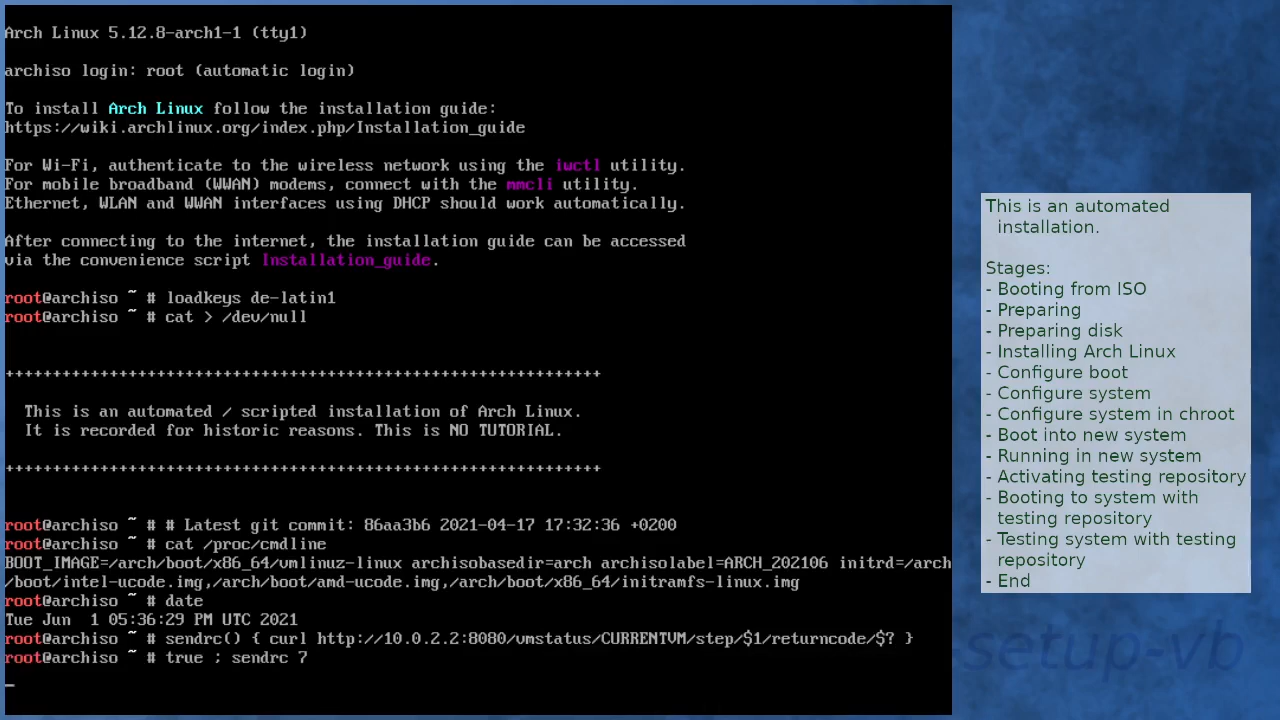 Arch Linux 5.12.8-arch1-1 (tty1)
archiso login: root (automatic login)
To install Arch Linux follow the installation guide:
https://wiki.archlinux.org/index.php/Installation_guide
For Wi-Fi, authenticate to the wireless network using the iwctl utility.
For mobile broadband (WWAN) modems, connect with the mmcli utility.
Ethernet, WLAN and WWAN interfaces using DHCP should work automatically.
After connecting to the internet, the installation guide can be accessed
via the convenience script Installation_guide.
root@archiso ~ # loadkeys de-latin1
root@archiso ~ # cat > /dev/null
+++++++++++++++++++++++++++++++++++++++++++++++++++++++++++++++
This is an automated / scripted installation of Arch Linux.
It is recorded for historic reasons. This is NO TUTORIAL.
+++++++++++++++++++++++++++++++++++++++++++++++++++++++++++++++
root@archiso ~ # # Latest git commit: 86aa3b6 2021-04-17 17:32:36 +0200
root@archiso ~ # cat /proc/cmdline
BOOT_IMAGE=/arch/boot/x86_64/vmlinuz-linux archisobasedir=arch archisolabel=ARCH_202106 initrd=/arch
/boot/intel-ucode.img,/arch/boot/amd-ucode.img,/arch/boot/x86_64/initramfs-linux.img
root@archiso ~ # date
Tue Jun  1 05:36:29 PM UTC 2021
root@archiso ~ # sendrc() { curl http://10.0.2.2:8080/vmstatus/CURRENTVM/step/$1/returncode/$? }
root@archiso ~ # true ; sendrc 7
This is an automated
installation.
Stages:
- Booting from ISO
- Preparing
- Preparing disk
- Installing Arch Linux
- Configure boot
- Configure system
- Configure system in chroot
- Boot into new system
- Running in new system
- Activating testing repository
- Booting to system with
testing repository
- Testing system with testing
repository
- End
-setup-vb